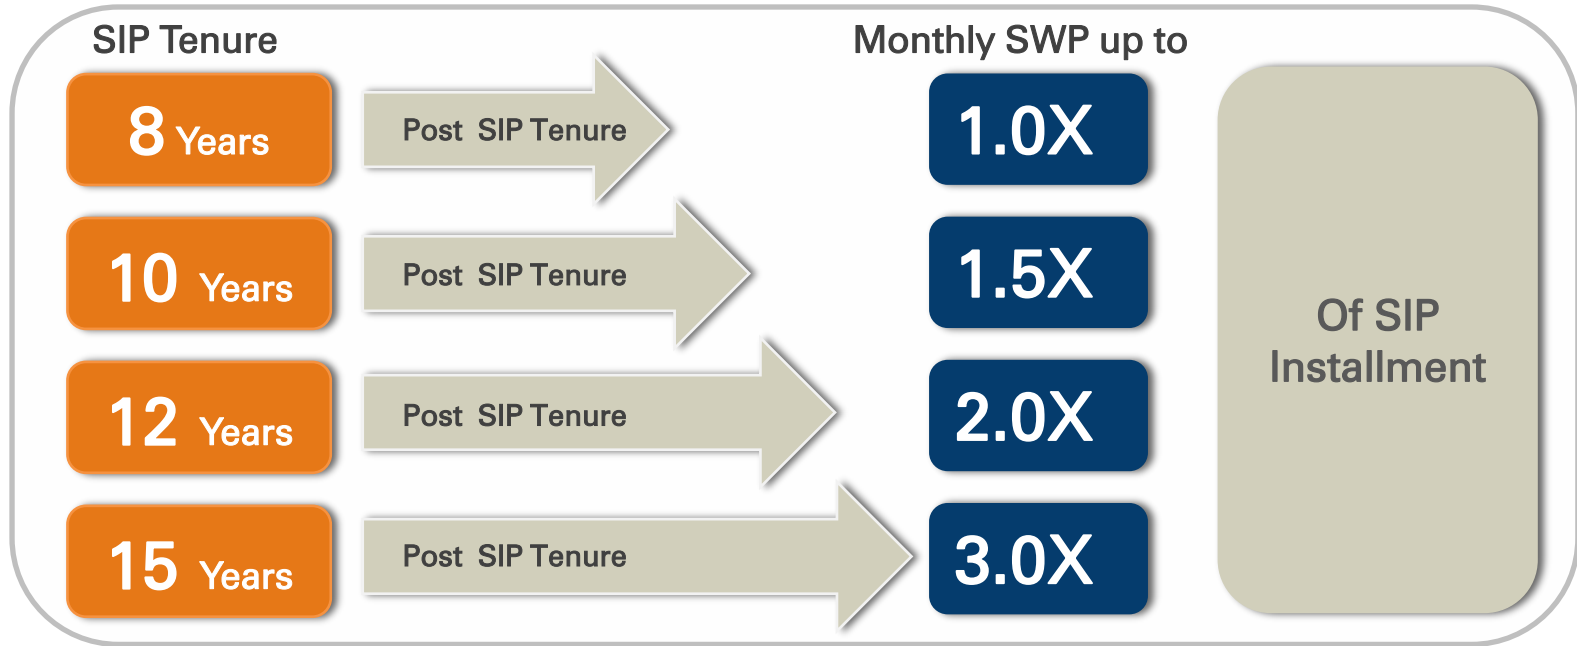 SIP Tenure
Monthly SWP up to
8 Years
Post SIP Tenure
1.0X
10 Years
Post SIP Tenure
1.5X
12 Years
Post SIP Tenure
2.0X
15 Years
Post SIP Tenure
3.0X
Of SIP
Installment